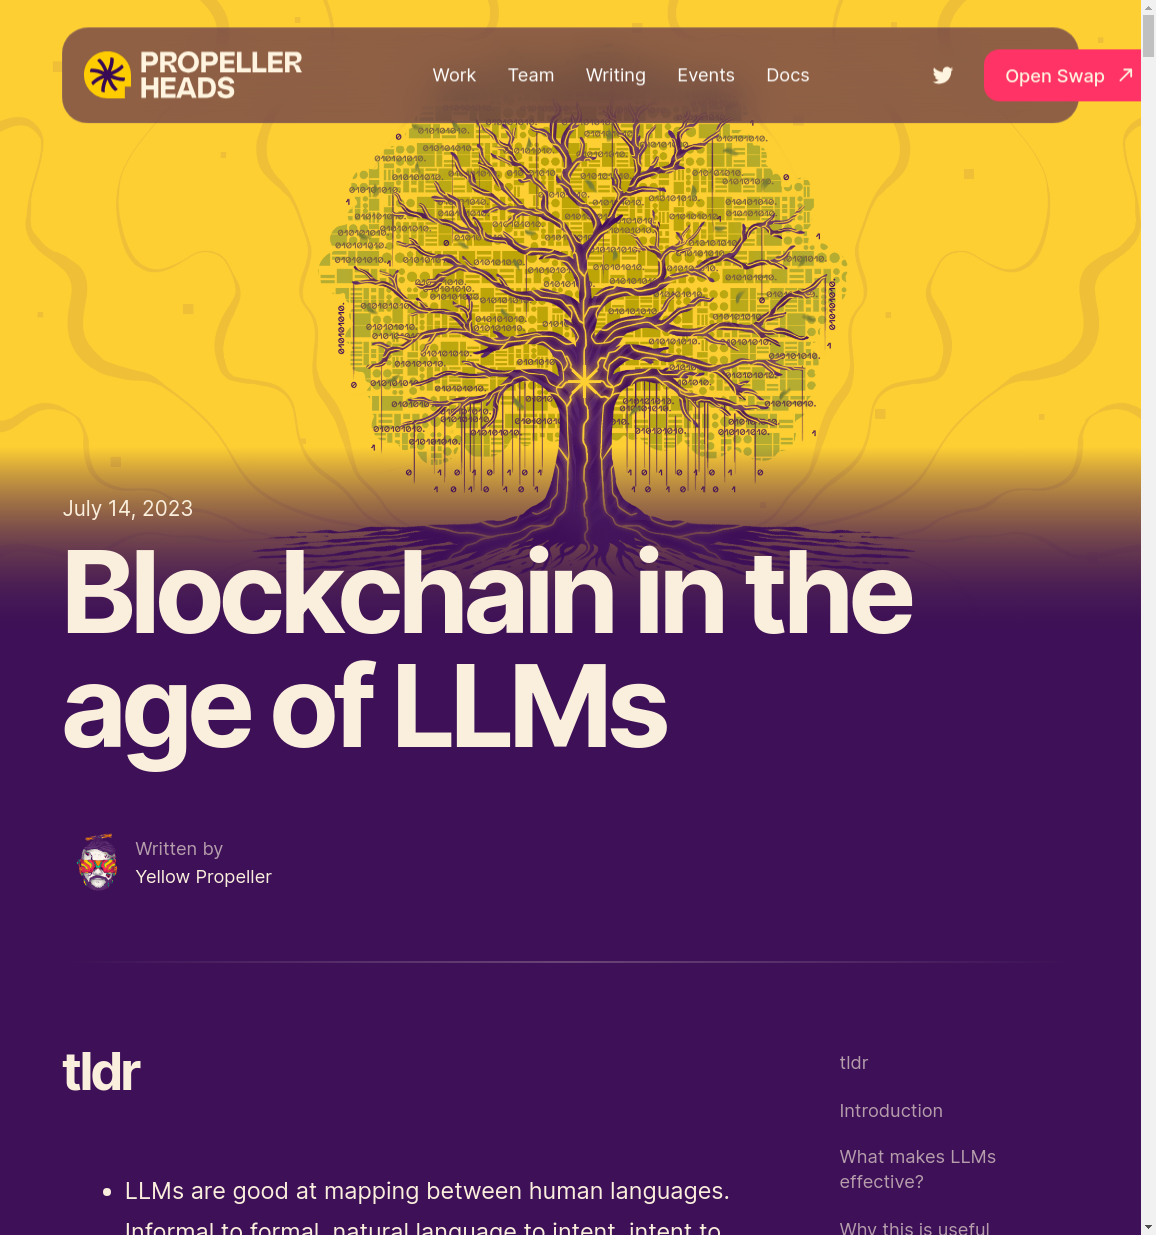 PROPELLER
HEADS
Work Team Writing Events Docs
Open Swap
July 14, 2023
Blockchain in the
age of LLMs
Written by
Yellow Propeller
tldr
LLMs are good at mapping between human languages.
Informal to formal, natural language to intent, intent to
tldr
Introduction
What makes LLMs
effective?
Why this is useful